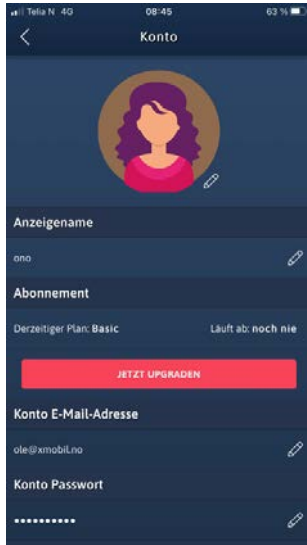 Telia N 4G 08:45 63 %
Konto
Anzeigename
ono
Abonnement
Derzeitiger Plan: Basic Läuft ab: noch nie
JETZT UPGRADEN
Konto E-Mail-Adresse
ole@xmobil.no
Konto Passwort
••••••••••